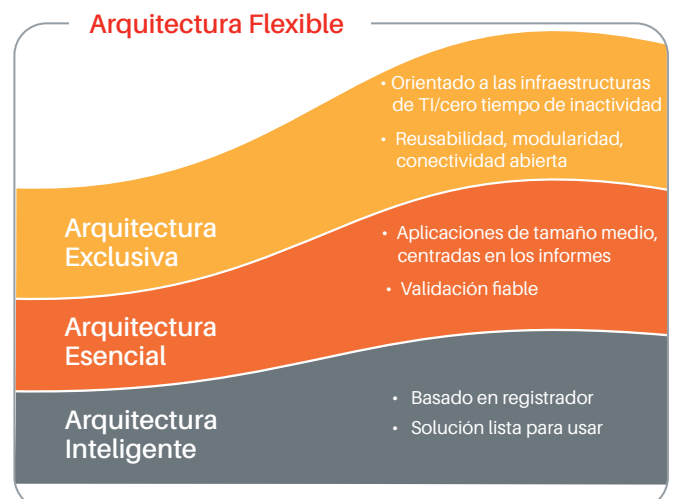 Arquitectura Flexible
• Orientado a las infraestructuras
de TI/cero tiempo de inactividad
• Reusabilidad, modularidad,
conectividad abierta
Arquitectura
Exclusiva
• Aplicaciones de tamaño medio,
centradas en los informes
• Validación fiable
Arquitectura
Esencial
• Basado en registrador
• Solución lista para usar
Arquitectura
Inteligente